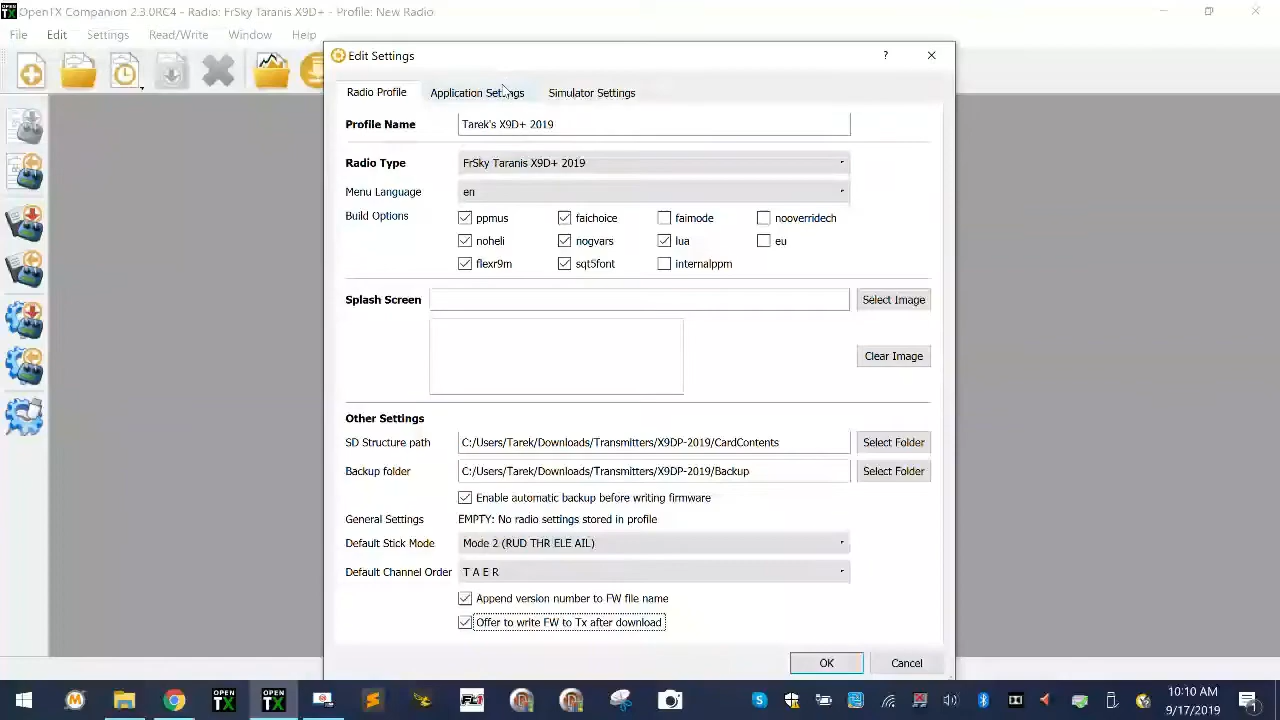 OpenTX Companion 2.3.0RC4 - Radio: FrSky Taranis X9D+ - Profile: New Radio
File Edit Settings Read/Write Window Help
Edit Settings
Radio Profile Application Settings Simulator Settings
Profile Name Tarek's X9D+ 2019
Radio Type FrSky Taranis X9D+ 2019
Menu Language en
Build Options ppmus faichoice faimode nooverridech
noheli nogvars lua eu
flexr9m sqt5font internalppm
Splash Screen Select Image
Clear Image
Other Settings
SD Structure path C:/Users/Tarek/Downloads/Transmitters/X9DP-2019/CardContents Select Folder
Backup folder C:/Users/Tarek/Downloads/Transmitters/X9DP-2019/Backup Select Folder
Enable automatic backup before writing firmware
General Settings EMPTY: No radio settings stored in profile
Default Stick Mode Mode 2 (RUD THR ELE AIL)
Default Channel Order T A E R
Append version number to FW file name
Offer to write FW to Tx after download
OK Cancel
OPEN TX OPEN TX
10:10 AM
9/17/2019